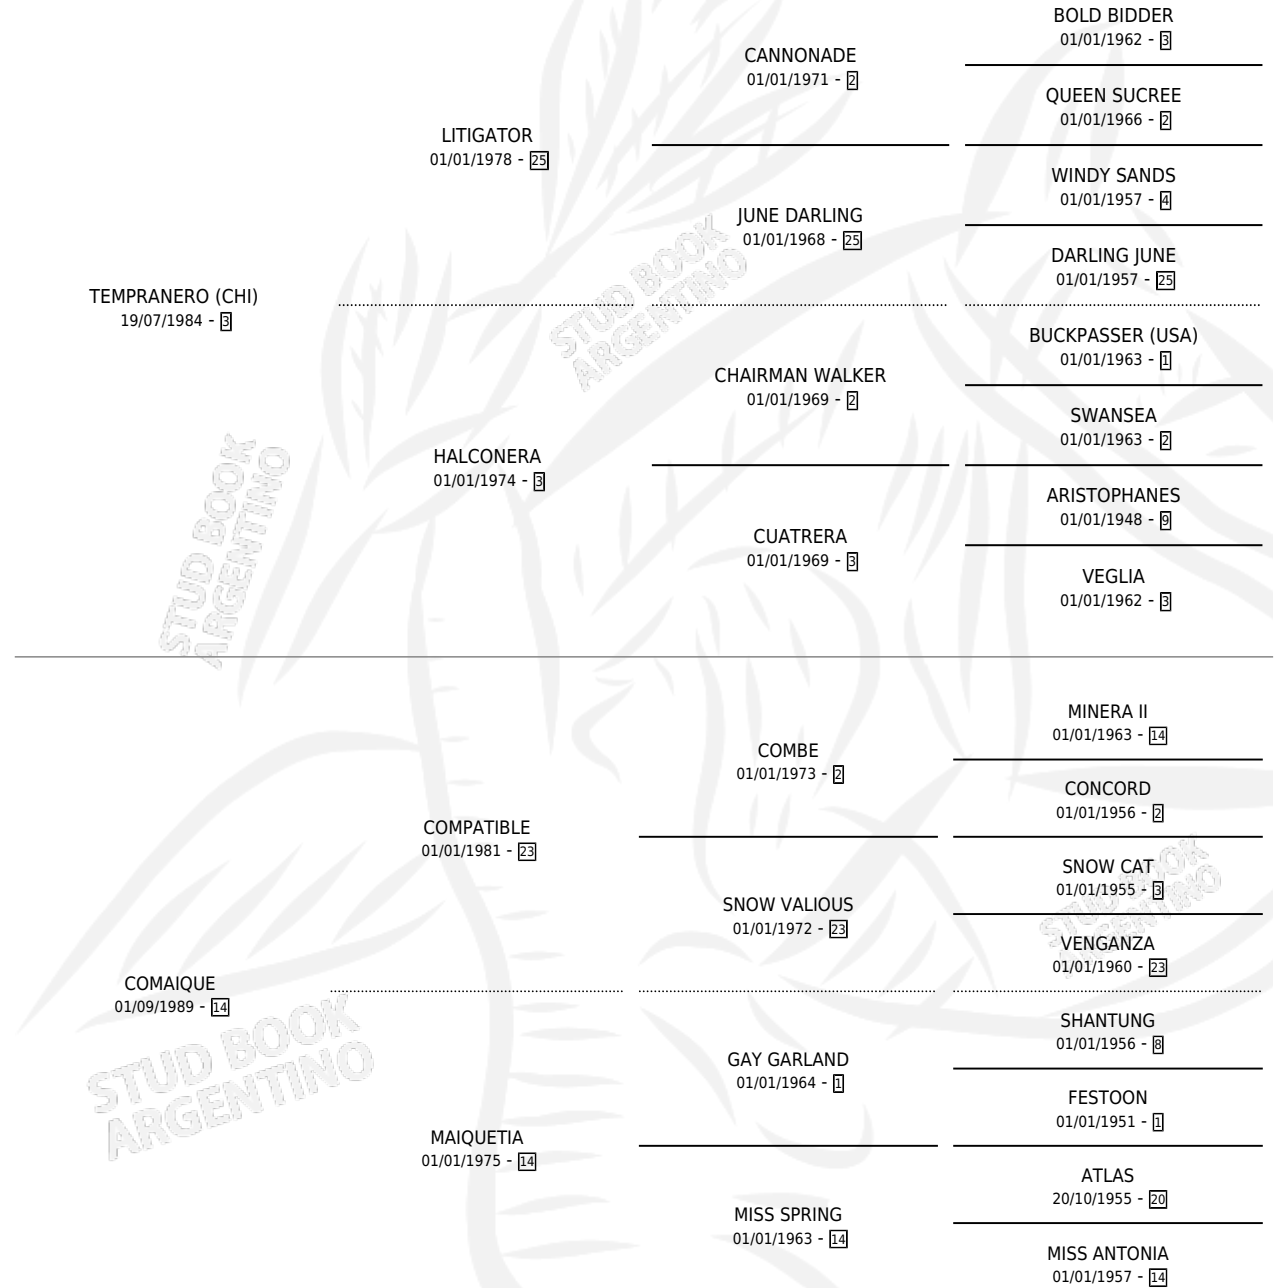 BOLD BIDDER
01/01/1962 - 3
CANNONADE
01/01/1971 - 2
QUEEN SUCREE
01/01/1966 - 2
LITIGATOR
01/01/1978 - 25
WINDY SANDS
01/01/1957 - 4
JUNE DARLING
01/01/1968 - 25
DARLING JUNE
01/01/1957 - 25
TEMPRANERO (CHI)
19/07/1984 - 3
BUCKPASSER (USA)
01/01/1963 - 1
CHAIRMAN WALKER
01/01/1969 - 2
SWANSEA
01/01/1963 - 2
HALCONERA
01/01/1974 - 3
ARISTOPHANES
01/01/1948 - 9
CUATRERA
01/01/1969 - 3
VEGLIA
01/01/1962 - 3
MINERA II
01/01/1963 - 14
COMBE
01/01/1973 - 2
CONCORD
01/01/1956 - 2
COMPATIBLE
01/01/1981 - 23
SNOW CAT
01/01/1955 - 3
SNOW VALIOUS
01/01/1972 - 23
VENGANZA
01/01/1960 - 23
COMAIQUE
01/09/1989 - 14
SHANTUNG
01/01/1956 - 8
GAY GARLAND
01/01/1964 - 1
FESTOON
01/01/1951 - 1
MAIQUETIA
01/01/1975 - 14
ATLAS
20/10/1955 - 20
MISS SPRING
01/01/1963 - 14
MISS ANTONIA
01/01/1957 - 14
STUD BOOK
ARGENTINO
STUD BOOK
ARGENTINO
STUD BOOK
ARGENTINO
STUD BOOK
ARGENTINO